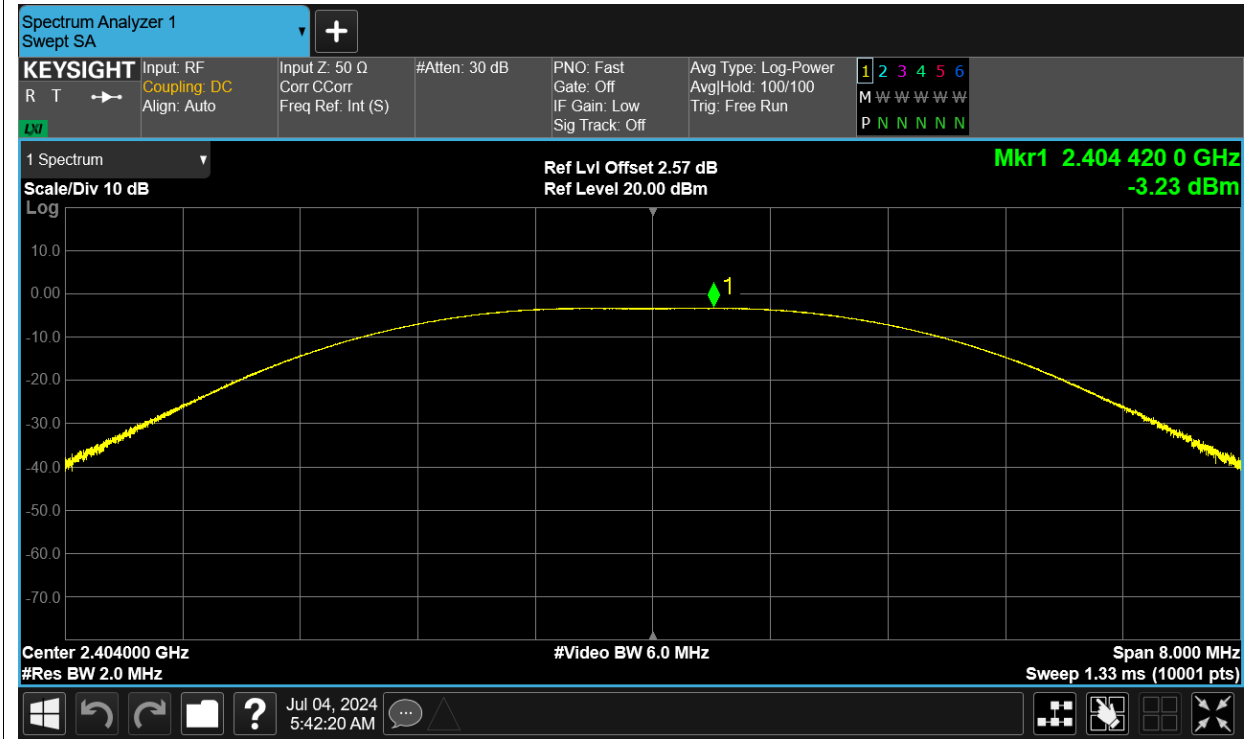 Spectrum Analyzer 1
Swept SA
KEYSIGHT
R T
LXI
Input: RF
Coupling: DC
Align: Auto
Input Z: 50 Ω
Corr CCorr
Freq Ref: Int (S)
#Atten: 30 dB
PNO: Fast
Gate: Off
IF Gain: Low
Sig Track: Off
Avg Type: Log-Power
Avg|Hold: 100/100
Trig: Free Run
1 2 3 4 5 6
M W W W W W
P N N N N N
1 Spectrum
Scale/Div 10 dB
Log
Ref Lvl Offset 2.57 dB
Ref Level 20.00 dBm
Mkr1 2.404 420 0 GHz
-3.23 dBm
10.0
0.00
-10.0
-20.0
-30.0
-40.0
-50.0
-60.0
-70.0
1
Center 2.404000 GHz
#Res BW 2.0 MHz
#Video BW 6.0 MHz
Span 8.000 MHz
Sweep 1.33 ms (10001 pts)
?
Jul 04, 2024
5:42:20 AM